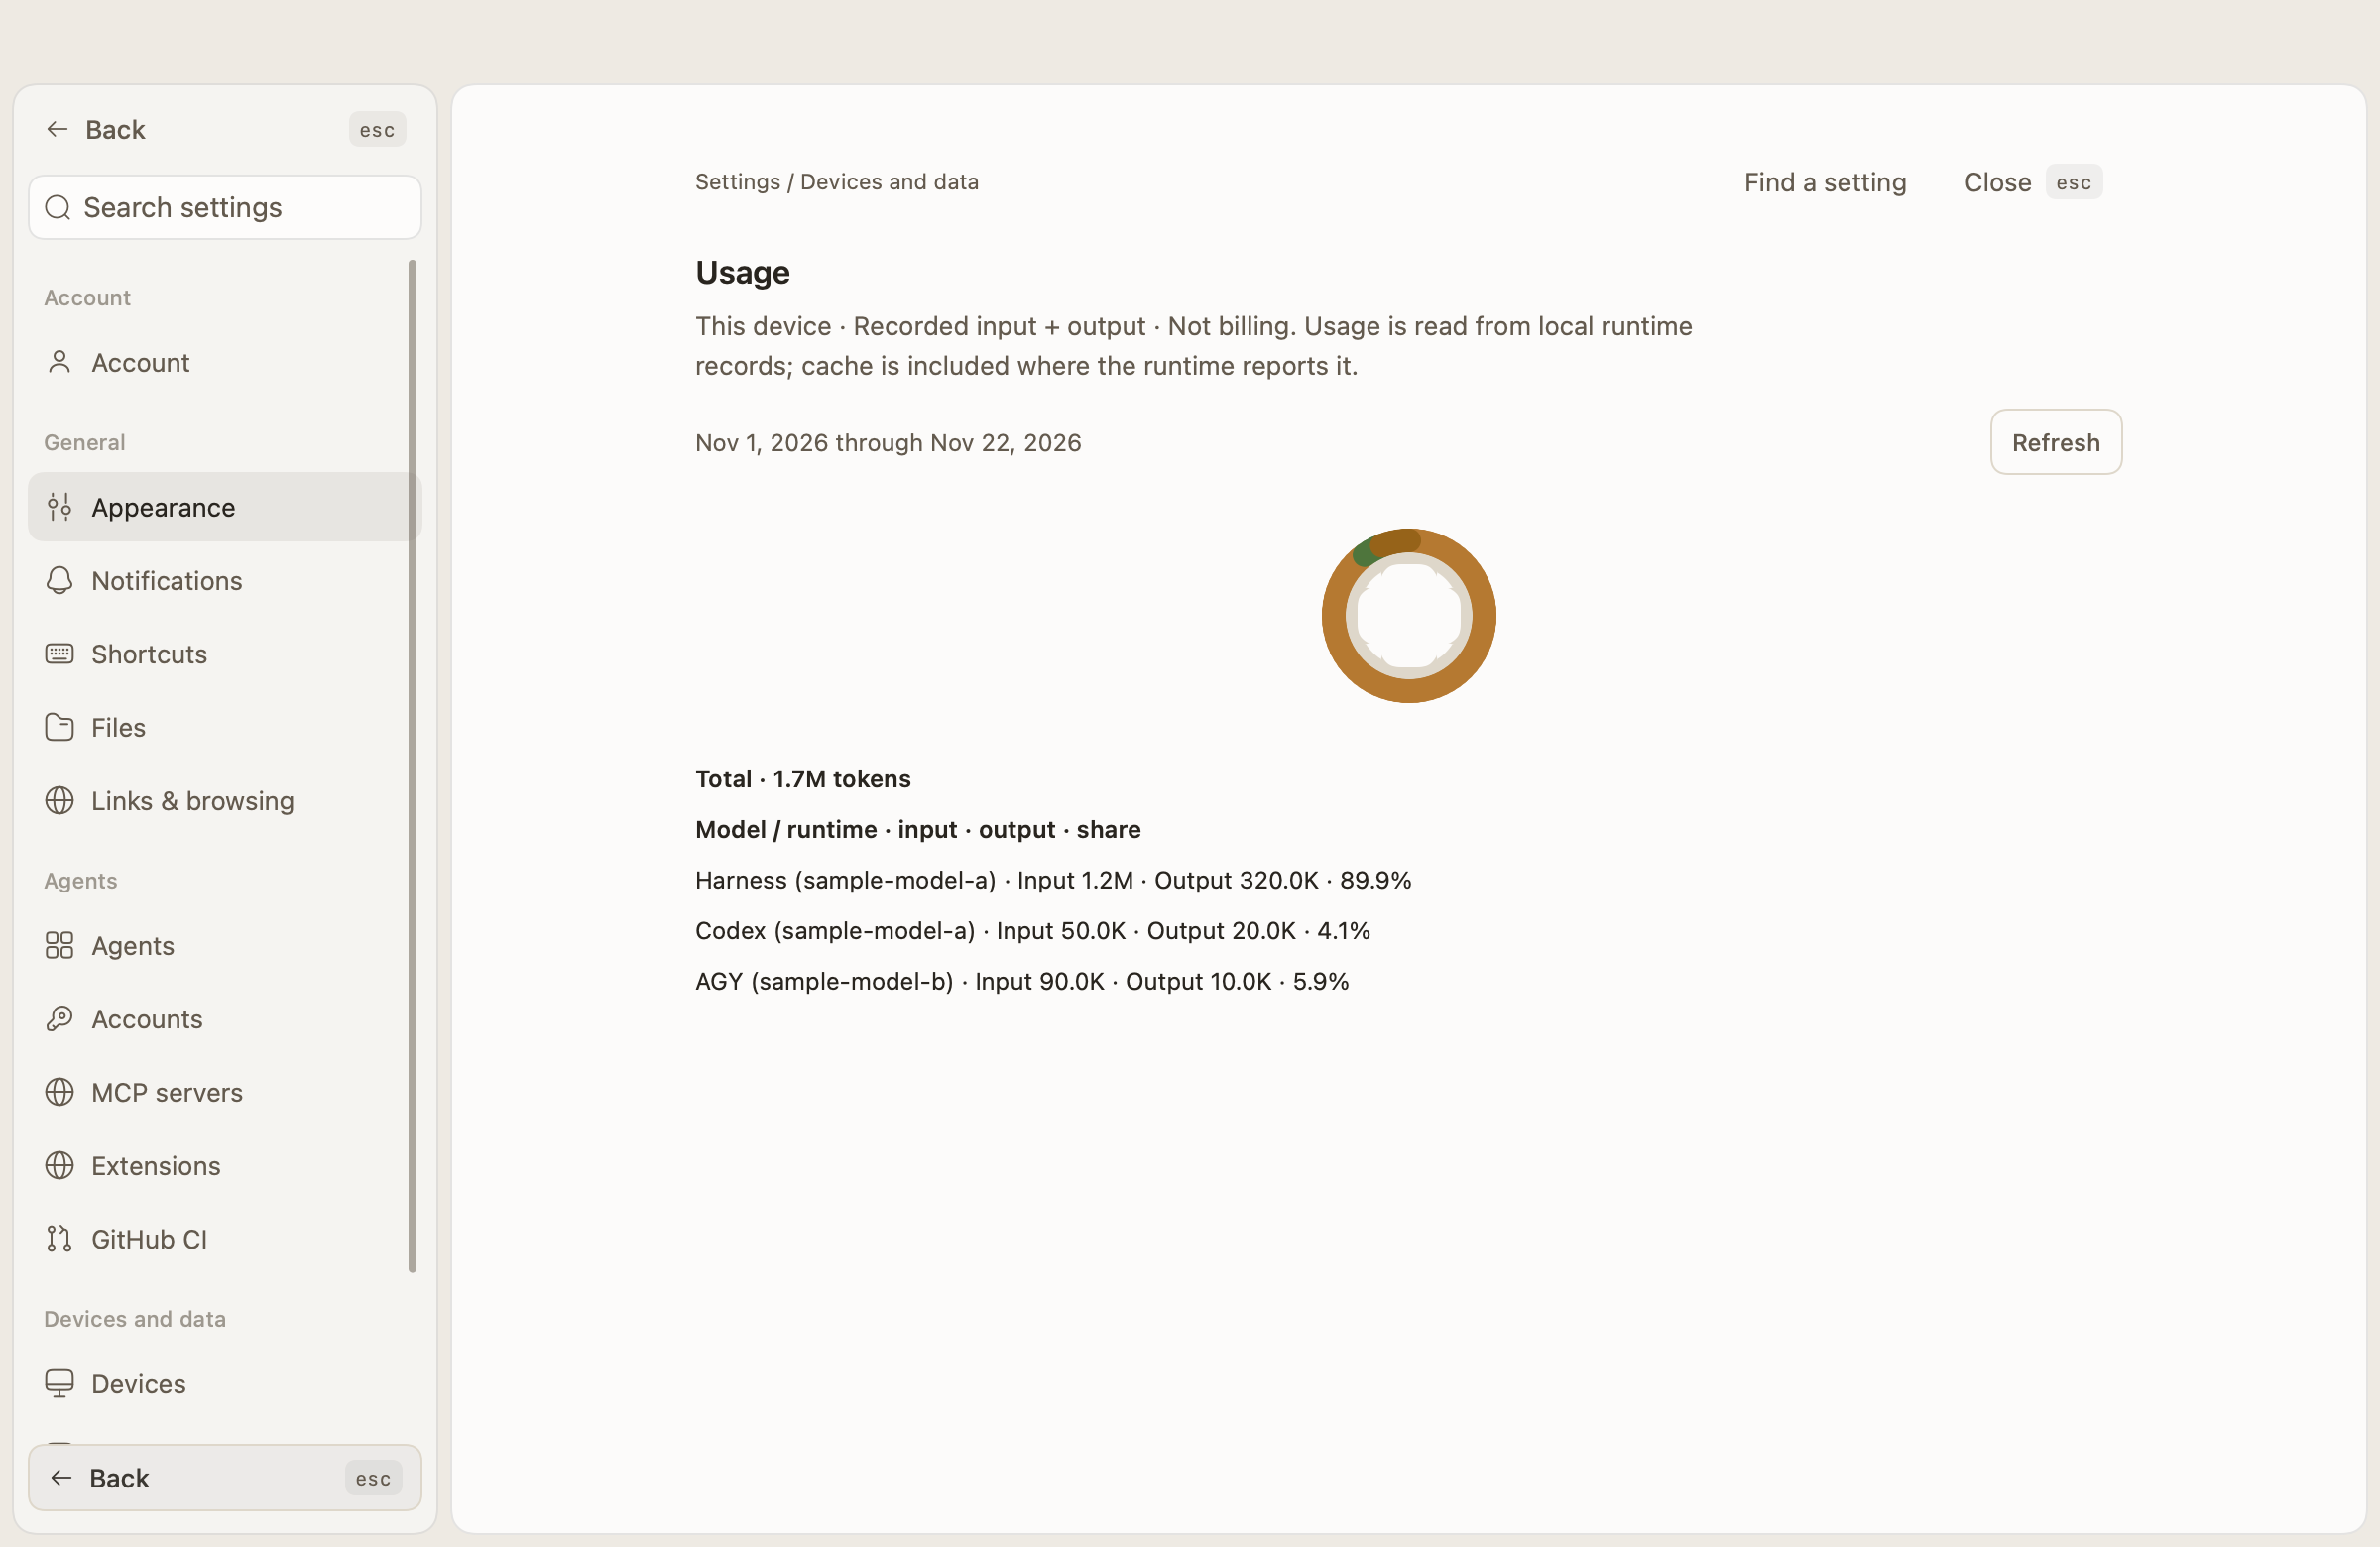 Back esc
Search settings
Account
Account
General
Appearance
Notifications
Shortcuts
Files
Links & browsing
Agents
Agents
Accounts
MCP servers
Extensions
GitHub CI
Devices and data
Devices
Back esc
Settings / Devices and data
Find a setting
Close esc
Usage
This device · Recorded input + output · Not billing. Usage is read from local runtime
records; cache is included where the runtime reports it.
Nov 1, 2026 through Nov 22, 2026
Refresh
Total · 1.7M tokens
Model / runtime · input · output · share
Harness (sample-model-a) · Input 1.2M · Output 320.0K · 89.9%
Codex (sample-model-a) · Input 50.0K · Output 20.0K · 4.1%
AGY (sample-model-b) · Input 90.0K · Output 10.0K · 5.9%